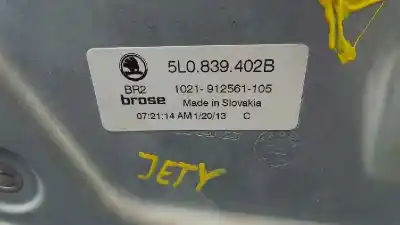 5L0.839.402B
BR2
1021-912561-105
brose
Made in Slovakia
07:21:14 AM 1/20/13 C
JETY